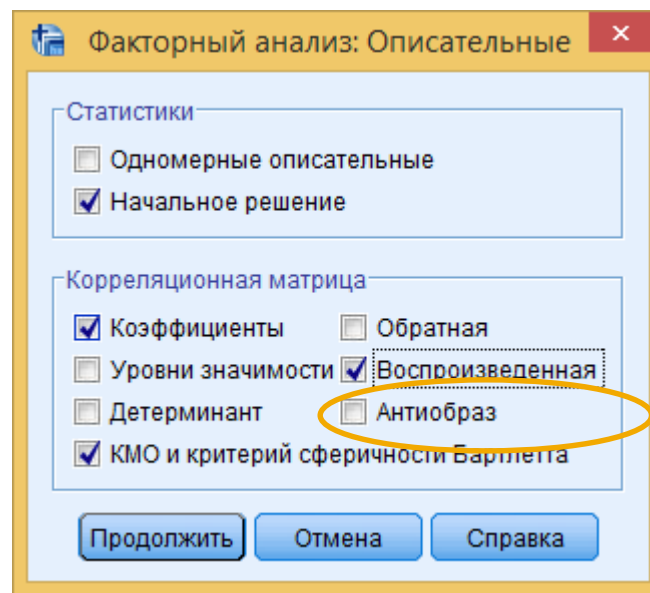 Факторный анализ: Описательные
Статистики
Одномерные описательные
Начальное решение
Корреляционная матрица
Коэффициенты Обратная
Уровни значимости Воспроизведенная
Детерминант Антиобраз
КМО и критерий сферичности Бартлетта
Продолжить Отмена Справка